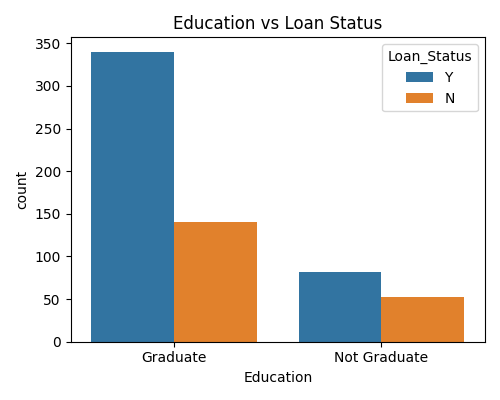 Education vs Loan Status
350
300
250
200
150
100
50
0
count
Loan_Status
Y
N
Graduate
Not Graduate
Education